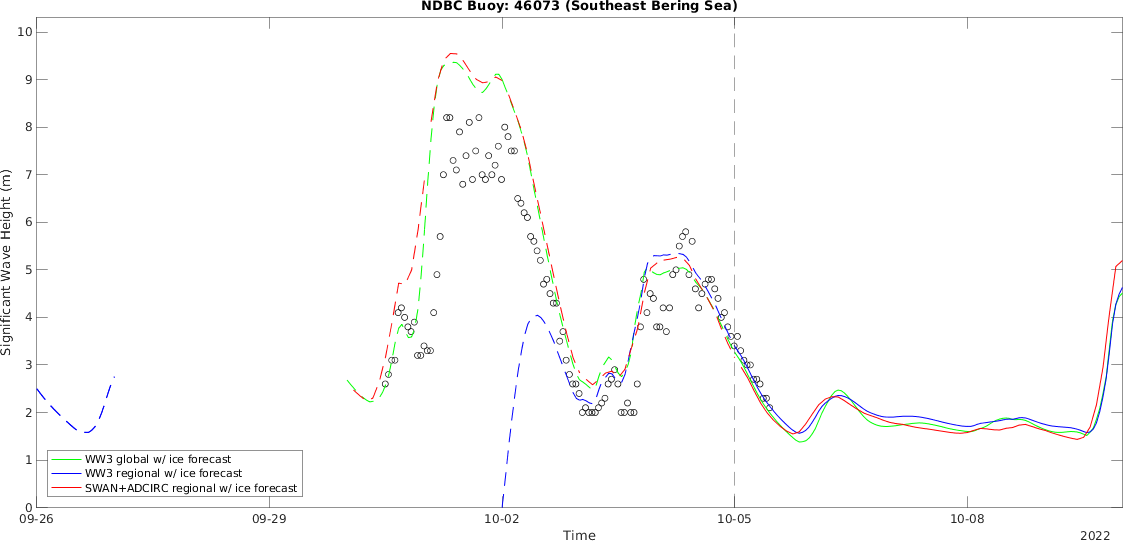 NDBC Buoy: 46073 (Southeast Bering Sea)
10
9
8
7
6
5
4
3
2
1
0
Significant Wave Height (m)
WW3 global w/ ice forecast
WW3 regional w/ ice forecast
SWAN+ADCIRC regional w/ ice forecast
09-26 09-29 10-02 10-05 10-08
Time
2022